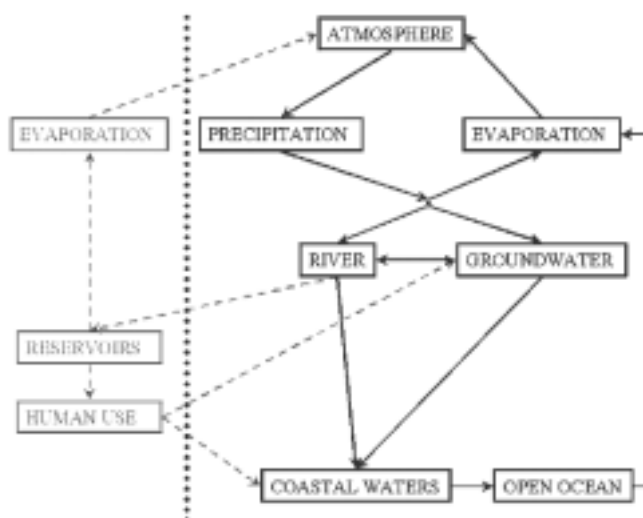 ATMOSPHERE
EVAPORATION
PRECIPITATION
EVAPORATION
RIVER
GROUNDWATER
RESERVOIRS
HUMAN USE
COASTAL WATERS
OPEN OCEAN